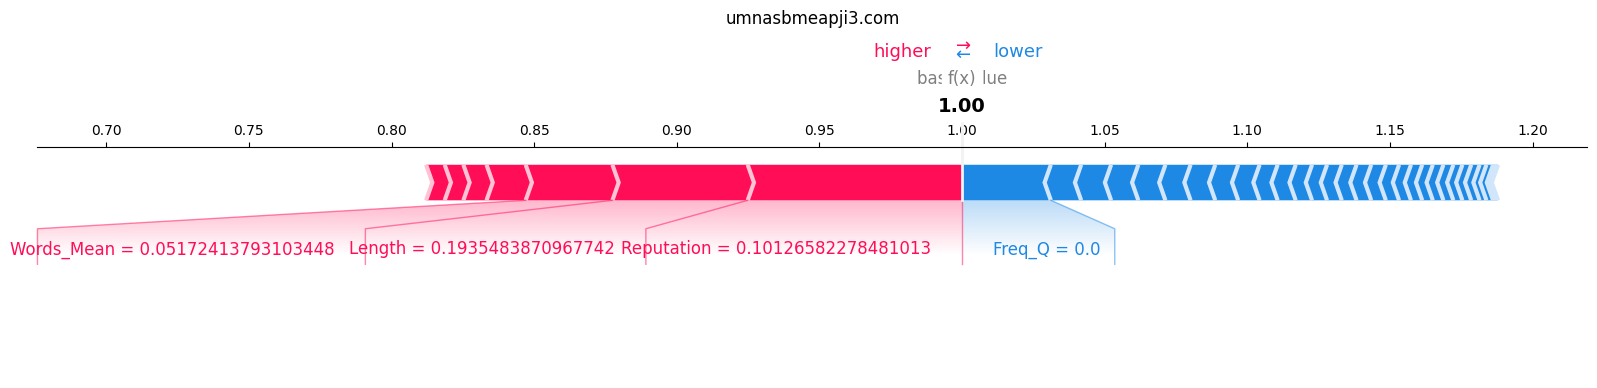 umnasbmeapji3.com
higher ⇄ lower
f(x)
1.00
0.70 0.75 0.80 0.85 0.90 0.95 1.00 1.05 1.10 1.15 1.20
Words_Mean = 0.05172413793103448 Length = 0.1935483870967742 Reputation = 0.10126582278481013 Freq_Q = 0.0